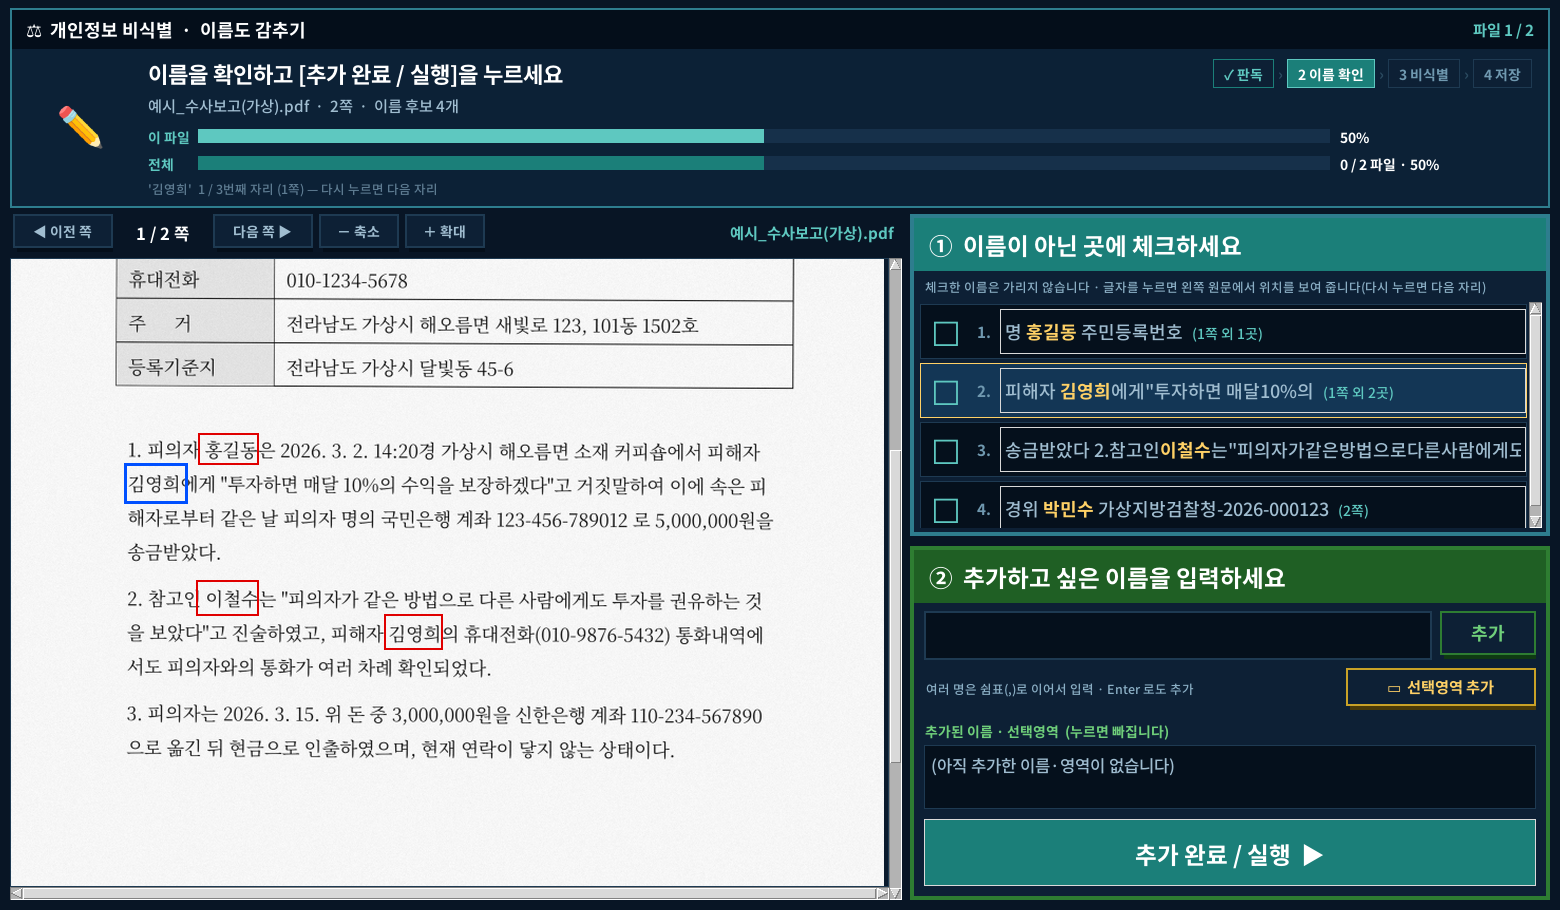 ⚖ 개인정보 비식별 · 이름도 감추기
파일 1 / 2
이름을 확인하고 [추가 완료 / 실행]을 누르세요
✓ 판독 › 2 이름 확인 › 3 비식별 › 4 저장
예시_수사보고(가상).pdf · 2쪽 · 이름 후보 4개
이 파일 50%
전체 0 / 2 파일 · 50%
'김영희' 1 / 3번째 자리 (1쪽) — 다시 누르면 다음 자리
◀ 이전 쪽 1 / 2 쪽 다음 쪽 ▶ － 축소 ＋ 확대 예시_수사보고(가상).pdf
휴대전화 010-1234-5678
주 거 전라남도 가상시 해오름면 새빛로 123, 101동 1502호
등록기준지 전라남도 가상시 달빛동 45-6
1. 피의자 홍길동은 2026. 3. 2. 14:20경 가상시 해오름면 소재 커피숍에서 피해자
김영희에게 "투자하면 매달 10%의 수익을 보장하겠다"고 거짓말하여 이에 속은 피
해자로부터 같은 날 피의자 명의 국민은행 계좌 123-456-789012 로 5,000,000원을
송금받았다.
2. 참고인 이철수는 "피의자가 같은 방법으로 다른 사람에게도 투자를 권유하는 것
을 보았다"고 진술하였고, 피해자 김영희의 휴대전화(010-9876-5432) 통화내역에
서도 피의자와의 통화가 여러 차례 확인되었다.
3. 피의자는 2026. 3. 15. 위 돈 중 3,000,000원을 신한은행 계좌 110-234-567890
으로 옮긴 뒤 현금으로 인출하였으며, 현재 연락이 닿지 않는 상태이다.
① 이름이 아닌 곳에 체크하세요
체크한 이름은 가리지 않습니다 · 글자를 누르면 왼쪽 원문에서 위치를 보여 줍니다(다시 누르면 다음 자리)
1. 명 홍길동 주민등록번호 (1쪽 외 1곳)
2. 피해자 김영희에게"투자하면 매달10%의 (1쪽 외 2곳)
3. 송금받았다 2.참고인이철수는"피의자가같은방법으로다른사람에게도
4. 경위 박민수 가상지방검찰청-2026-000123 (2쪽)
② 추가하고 싶은 이름을 입력하세요
추가
여러 명은 쉼표(,)로 이어서 입력 · Enter 로도 추가
▭ 선택영역 추가
추가된 이름 · 선택영역 (누르면 빠집니다)
(아직 추가한 이름·영역이 없습니다)
추가 완료 / 실행 ▶